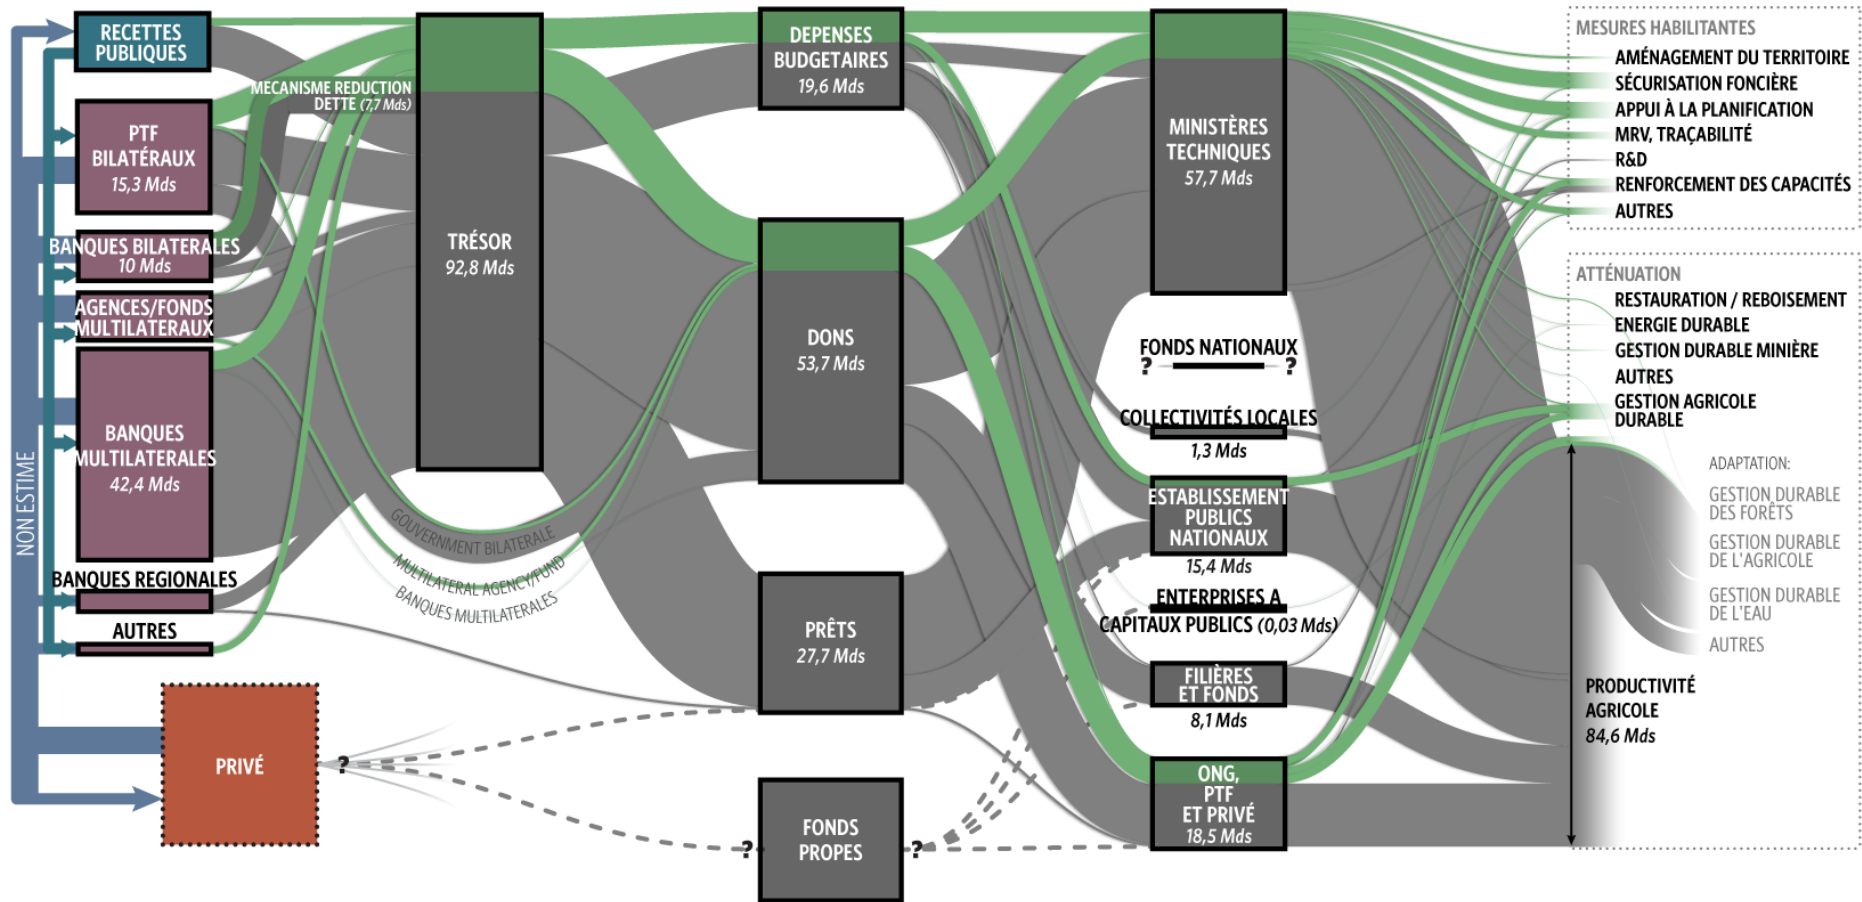 NON ESTIME
RECETTES
PUBLIQUES
PTF
BILATÉRAUX
15,3 Mds
BANQUES BILATERALES
10 Mds
AGENCES/FONDS
MULTILATERAUX
BANQUES
MULTILATERALES
42,4 Mds
BANQUES REGIONALES
AUTRES
PRIVÉ
?
MECANISME REDUCTION
DETTE (7,7 Mds)
TRÉSOR
92,8 Mds
GOUVERNMENT BILATERALE
MULTILATERAL AGENCY/FUND
BANQUES MULTILATERALES
DEPENSES
BUDGETAIRES
19,6 Mds
DONS
53,7 Mds
PRÊTS
27,7 Mds
?
FONDS
PROPES
?
MINISTÈRES
TECHNIQUES
57,7 Mds
FONDS NATIONAUX
? ?
COLLECTIVITÉS LOCALES
1,3 Mds
ESTABLISSEMENT
PUBLICS
NATIONAUX
15,4 Mds
ENTERPRISES A
CAPITAUX PUBLICS (0,03 Mds)
FILIÈRES
ET FONDS
8,1 Mds
ONG,
PTF
ET PRIVÉ
18,5 Mds
MESURES HABILITANTES
AMÉNAGEMENT DU TERRITOIRE
SÉCURISATION FONCIÈRE
APPUI À LA PLANIFICATION
MRV, TRAÇABILITÉ
R&D
RENFORCEMENT DES CAPACITÉS
AUTRES
ATTÉNUATION
RESTAURATION / REBOISEMENT
ENERGIE DURABLE
GESTION DURABLE MINIÈRE
AUTRES
GESTION AGRICOLE
DURABLE
ADAPTATION:
GESTION DURABLE
DES FORÊTS
GESTION DURABLE
DE L'AGRICOLE
GESTION DURABLE
DE L'EAU
AUTRES
PRODUCTIVITÉ
AGRICOLE
84,6 Mds